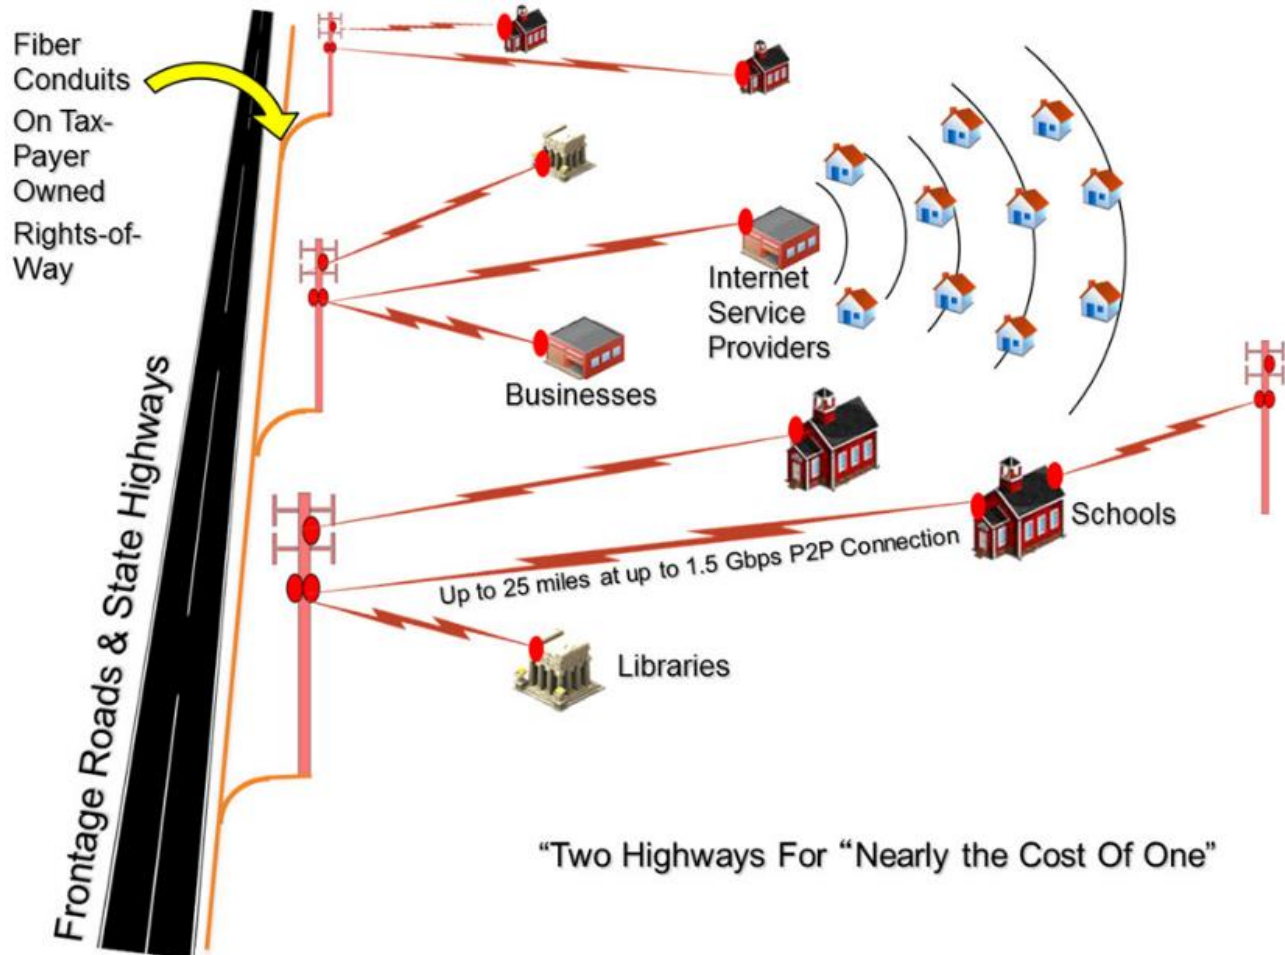 Fiber
Conduits
On Tax-
Payer
Owned
Rights-of-
Way
Internet
Service
Providers
Businesses
Frontage Roads & State Highways
Schools
Up to 25 miles at up to 1.5 Gbps P2P Connection
Libraries
“Two Highways For “Nearly the Cost Of One”